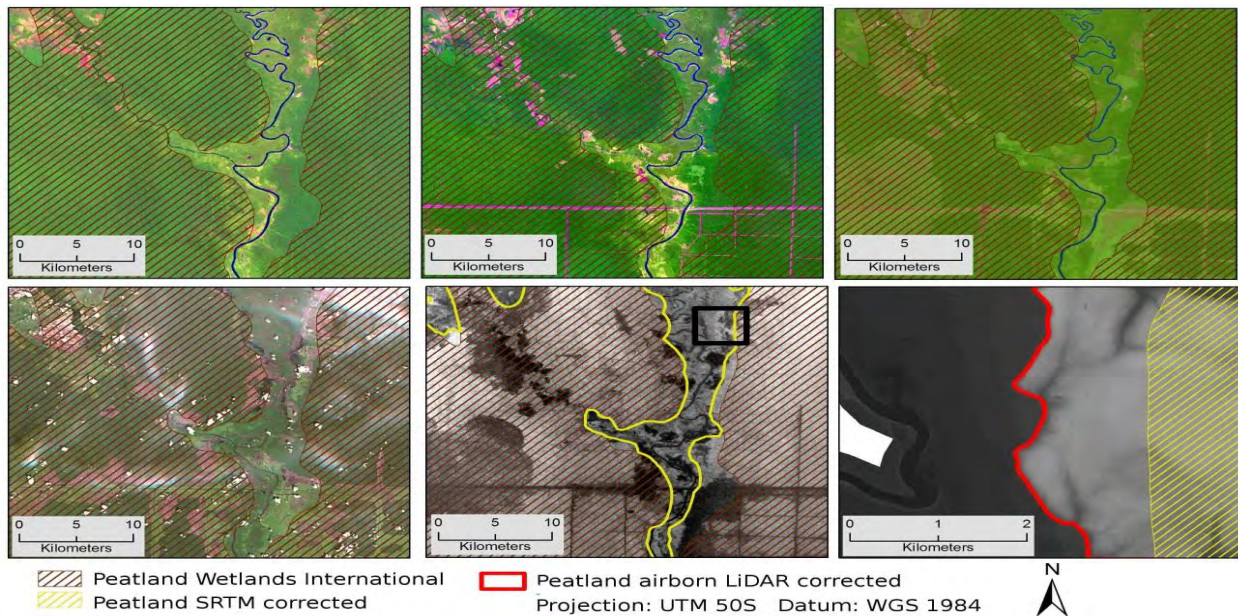 0 5 10
Kilometers
0 5 10
Kilometers
0 5 10
Kilometers
0 5 10
Kilometers
0 5 10
Kilometers
0 1 2
Kilometers
Peatland Wetlands International
Peatland SRTM corrected
Peatland airborn LiDAR corrected
Projection: UTM 50S Datum: WGS 1984
N